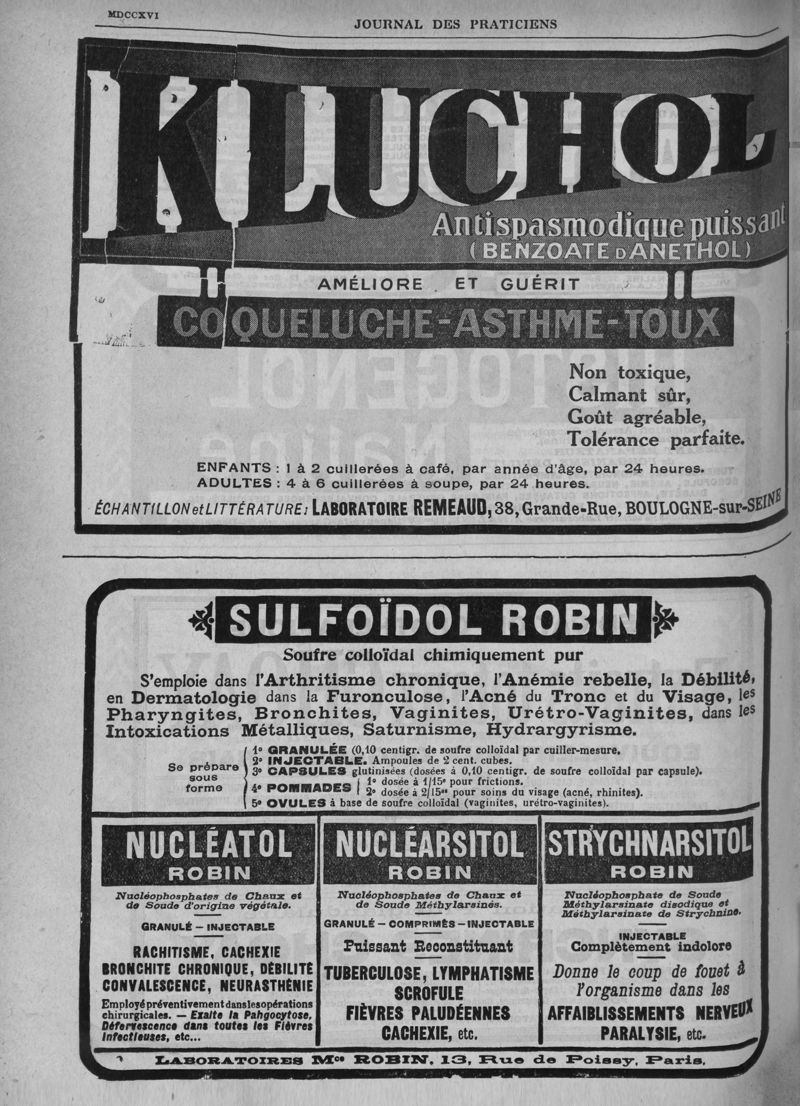 MDCCXVI
JOURNAL DES PRATICIENS
KLUCHOL
Antispasmodique puissant
(BENZOATE D'ANETHOL)
AMÉLIORE ET GUÉRIT
COQUELUCHE-ASTHME-TOUX
Non toxique,
Calmant sûr,
Goût agréable,
Tolérance parfaite.
ENFANTS : 1 à 2 cuillerées à café, par année d'âge, par 24 heures.
ADULTES : 4 à 6 cuillerées à soupe, par 24 heures.
ÉCHANTILLON et LITTÉRATURE: LABORATOIRE REMEAUD, 38, Grande-Rue, BOULOGNE-sur-SEINE
SULFOÏDOL ROBIN
Soufre colloïdal chimiquement pur
S'emploie dans l'Arthritisme chronique, l'Anémie rebelle, la Débilité,
en Dermatologie dans la Furonculose, l'Acné du Tronc et du Visage, les
Pharyngites, Bronchites, Vaginites, Urétro-Vaginites, dans les
Intoxications Métalliques, Saturnisme, Hydrargyrisme.
Se prépare sous forme
1º GRANULÉE (0,10 centigr. de soufre colloïdal par cuiller-mesure,
2º INJECTABLE. Ampoules de 2 cent. cubes.
3º CAPSULES glutinisées (dosées à 0,10 centigr. de soufre colloïdal par capsule).
4º POMMADES
1º dosée à 1/15e pour frictions.
2º dosée à 2/15es pour soins du visage (acné, rhinites).
5º OVULES à base de soufre colloïdal (vaginites, urétro-vaginites).
NUCLÉATOL
ROBIN
Nucléophosphates de Chaux et
de Soude d'origine végétale.
GRANULÉ — INJECTABLE
RACHITISME, CACHEXIE
BRONCHITE CHRONIQUE, DÉBILITÉ
CONVALESCENCE, NEURASTHÉNIE
Employé préventivement dans les opérations
chirurgicales. — Exalte la Pahgocytose,
Défervescence dans toutes les Fièvres
infectieuses, etc...
NUCLÉARSITOL
ROBIN
Nucléophosphates de Chaux et
de Soude Méthylarsinés.
GRANULÉ — COMPRIMÉS — INJECTABLE
Puissant Reconstituant
TUBERCULOSE, LYMPHATISME
SCROFULE
FIÈVRES PALUDÉENNES
CACHEXIE, etc.
STRYCHNARSITOL
ROBIN
Nucléophosphate de Soude
Méthylarsinate disodique et
Méthylarsinate de Strychnine.
INJECTABLE
Complètement indolore
Donne le coup de fouet à
l'organisme dans les
AFFAIBLISSEMENTS NERVEUX
PARALYSIE, etc.
LABORATOIRES Mce ROBIN, 13, Rue de Poissy, Paris.